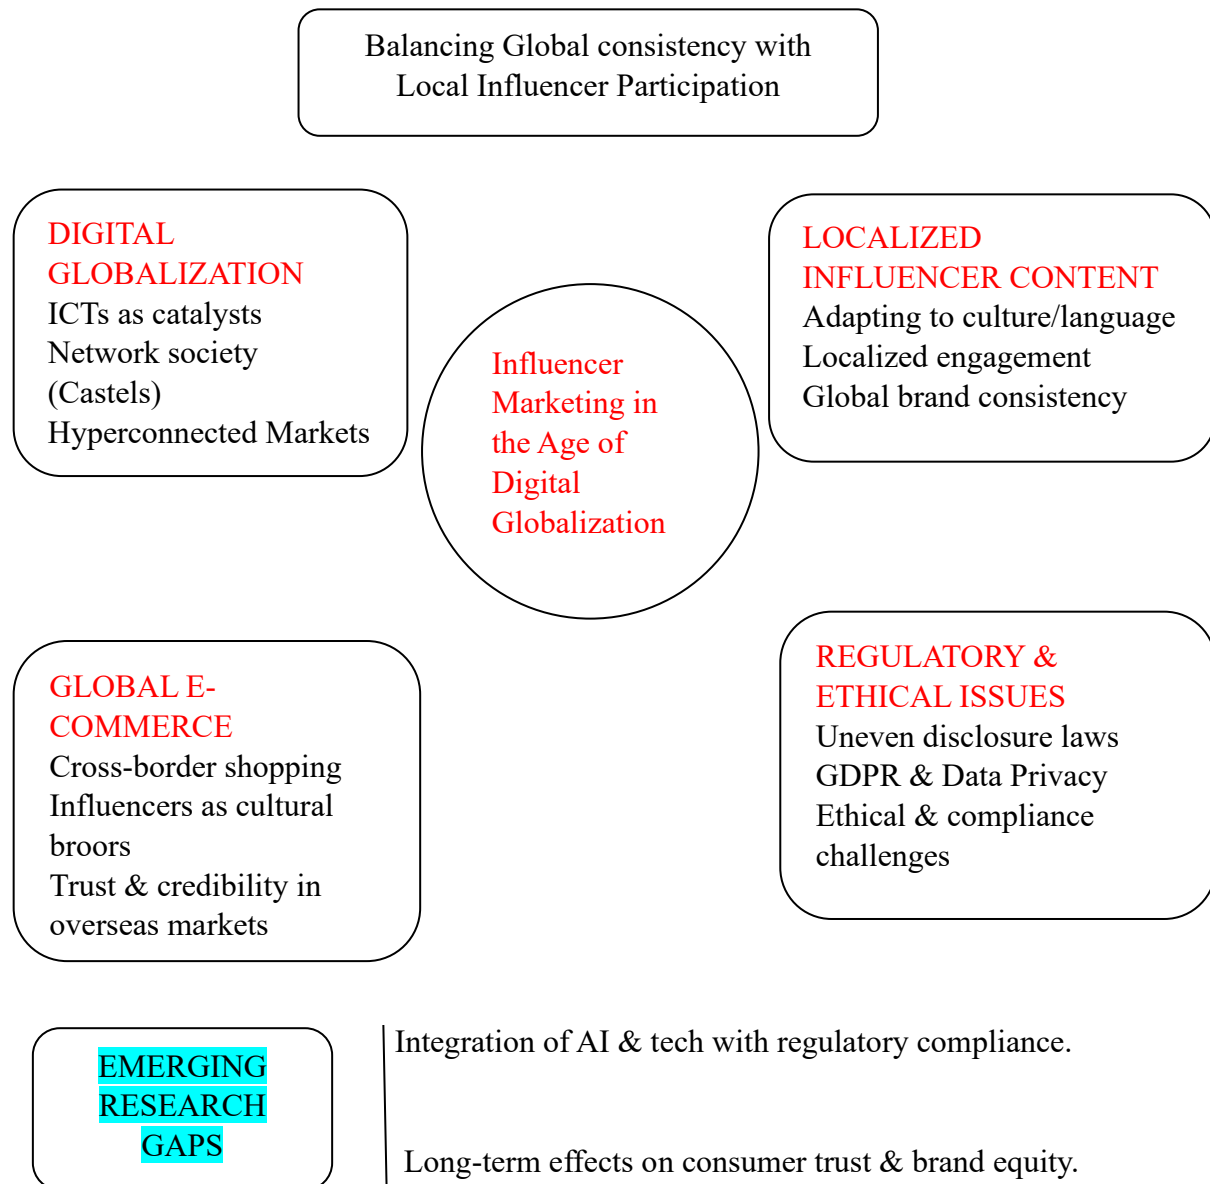 Balancing Global consistency with
Local Influencer Participation
DIGITAL
GLOBALIZATION
ICTs as catalysts
Network society
(Castels)
Hyperconnected Markets
LOCALIZED
INFLUENCER CONTENT
Adapting to culture/language
Localized engagement
Global brand consistency
Influencer
Marketing in
the Age of
Digital
Globalization
GLOBAL E-
COMMERCE
Cross-border shopping
Influencers as cultural
broors
Trust & credibility in
overseas markets
REGULATORY &
ETHICAL ISSUES
Uneven disclosure laws
GDPR & Data Privacy
Ethical & compliance
challenges
EMERGING
RESEARCH
GAPS
Integration of AI & tech with regulatory compliance.
Long-term effects on consumer trust & brand equity.